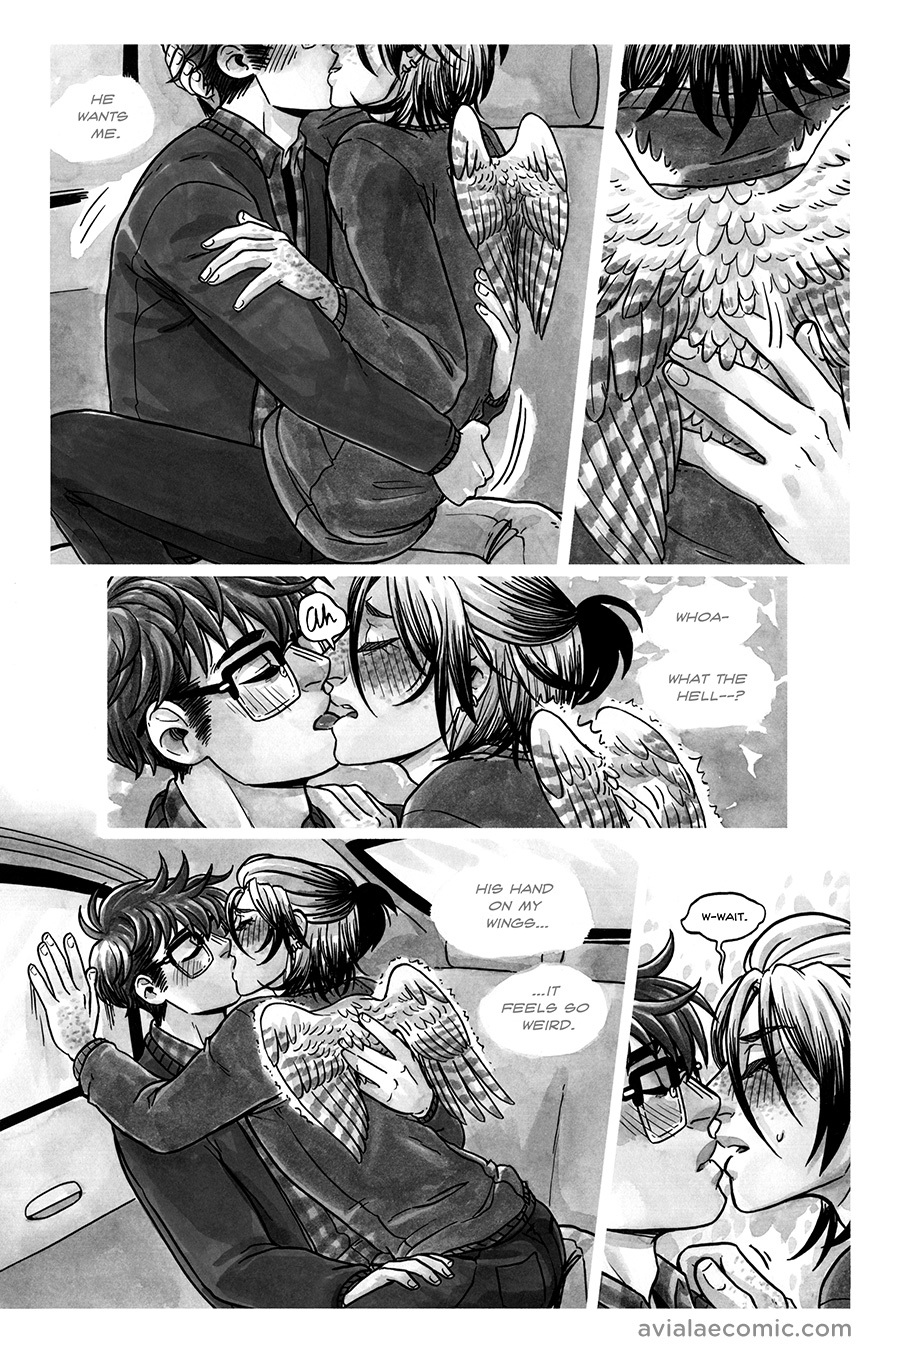 HE
WANTS
ME.
Ah
WHOA-
WHAT THE
HELL--?
HIS HAND
ON MY
WINGS...
...IT
FEELS SO
WEIRD.
W-WAIT.
avialaecomic.com